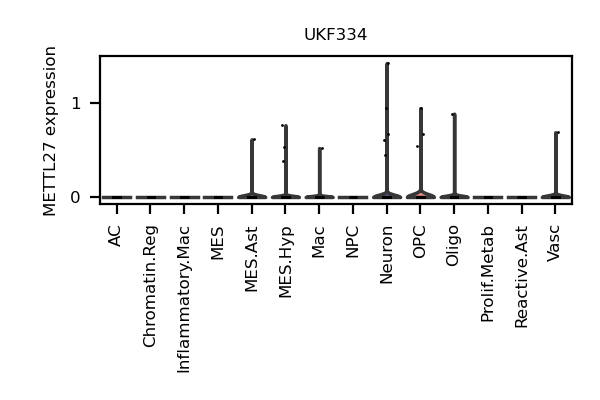 UKF334
METTL27 expression
1
0
AC
Chromatin.Reg
Inflammatory.Mac
MES
MES.Ast
MES.Hyp
Mac
NPC
Neuron
OPC
Oligo
Prolif.Metab
Reactive.Ast
Vasc